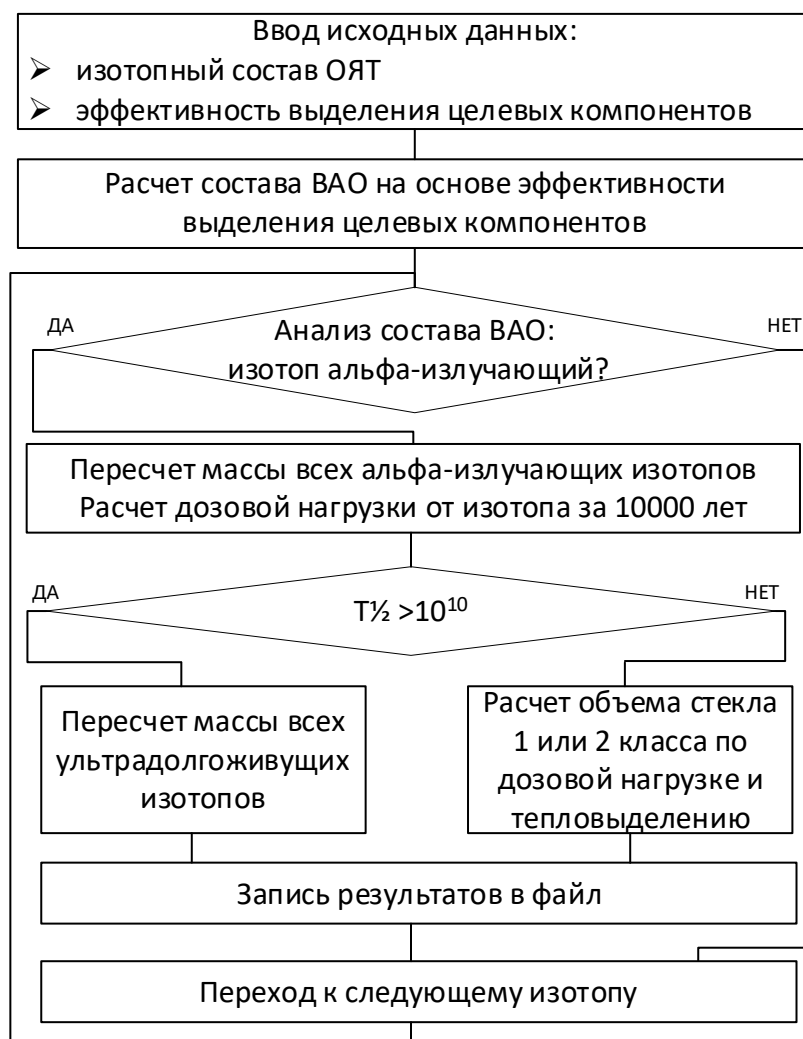 Ввод исходных данных:
➢ изотопный состав ОЯТ
➢ эффективность выделения целевых компонентов
Расчет состава ВАО на основе эффективности
выделения целевых компонентов
ДА
НЕТ
Анализ состава ВАО:
изотоп альфа-излучающий?
Пересчет массы всех альфа-излучающих изотопов
Расчет дозовой нагрузки от изотопа за 10000 лет
ДА
НЕТ
T½ >10¹⁰
Пересчет массы всех
ультрадолгоживущих
изотопов
Расчет объема стекла
1 или 2 класса по
дозовой нагрузке и
тепловыделению
Запись результатов в файл
Переход к следующему изотопу